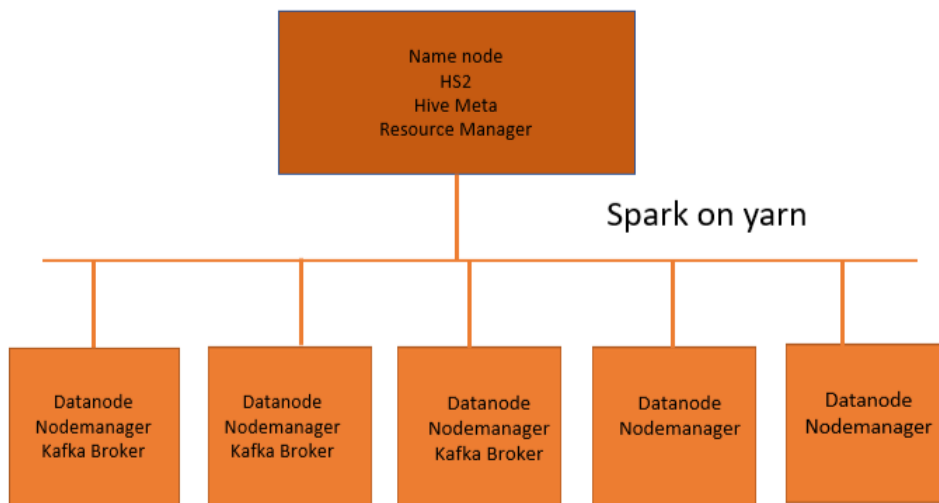 Name node
HS2
Hive Meta
Resource Manager
Spark on yarn
Datanode
Nodemanager
Kafka Broker
Datanode
Nodemanager
Kafka Broker
Datanode
Nodemanager
Kafka Broker
Datanode
Nodemanager
Datanode
Nodemanager